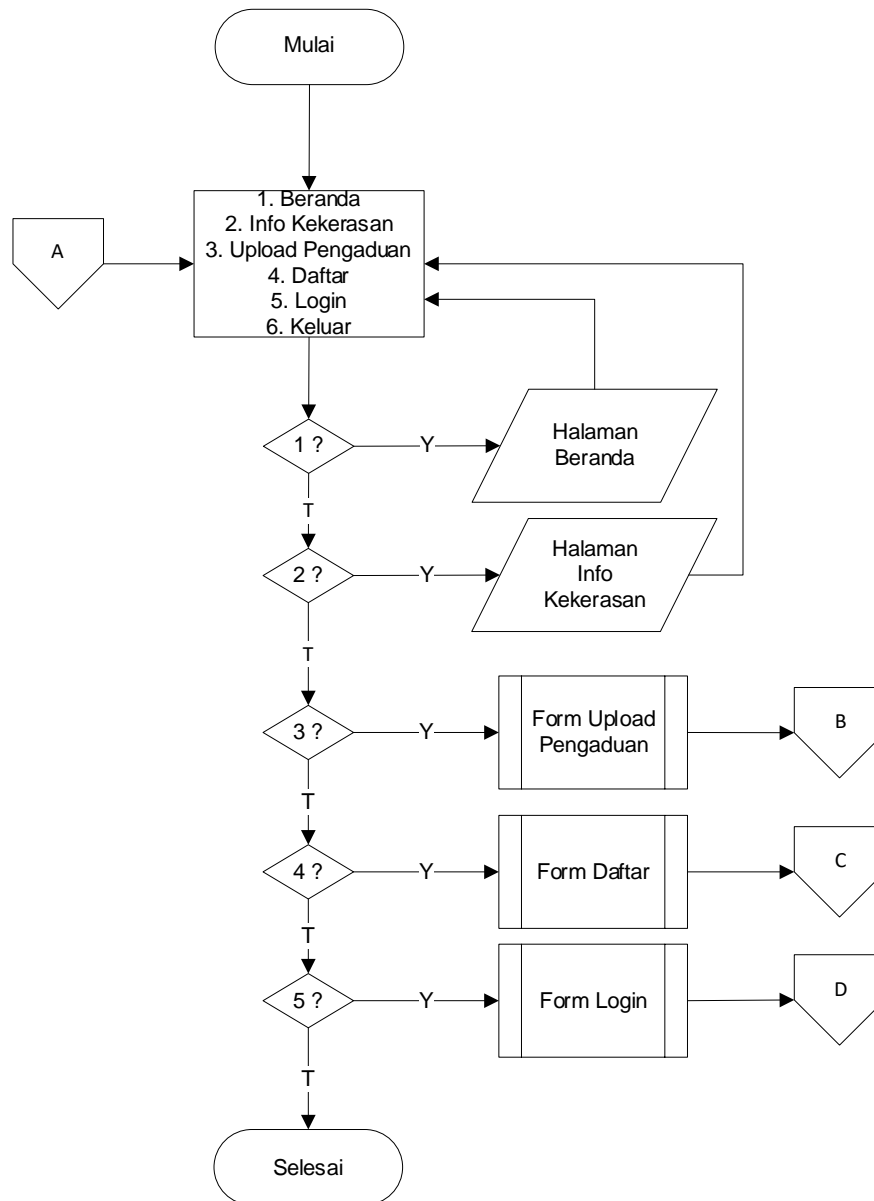 Mulai
A
1. Beranda
2. Info Kekerasan
3. Upload Pengaduan
4. Daftar
5. Login
6. Keluar
1 ?
Y
Halaman
Beranda
T
2 ?
Y
Halaman
Info
Kekerasan
T
3 ?
Y
Form Upload
Pengaduan
B
T
4 ?
Y
Form Daftar
C
T
5 ?
Y
Form Login
D
T
Selesai